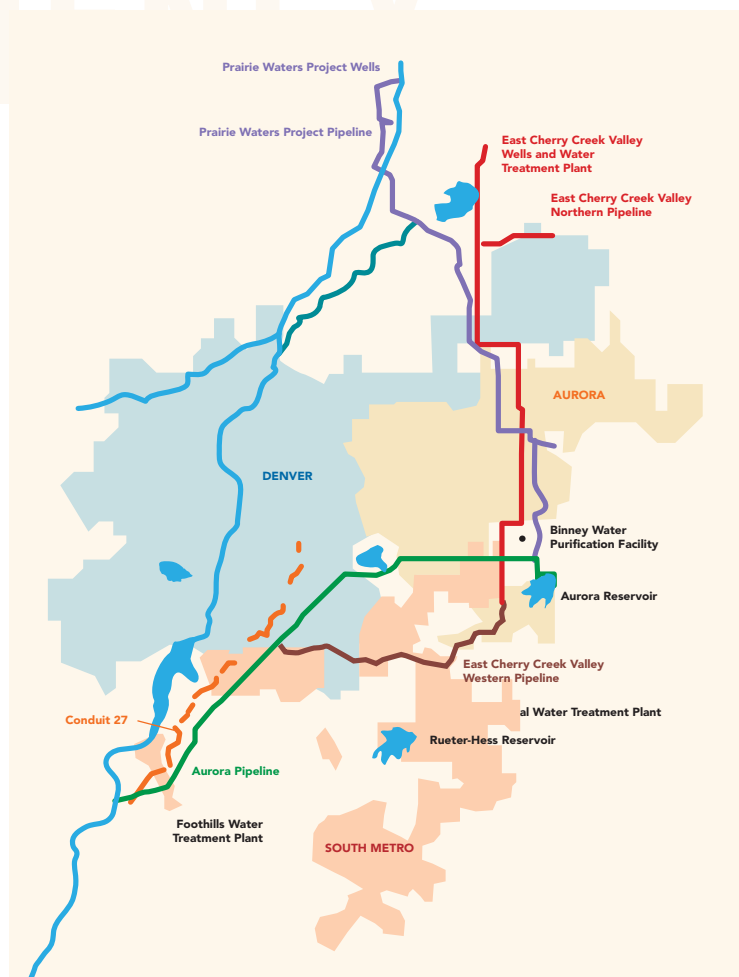 Prairie Waters Project Wells
Prairie Waters Project Pipeline
East Cherry Creek Valley
Wells and Water
Treatment Plant
East Cherry Creek Valley
Northern Pipeline
AURORA
DENVER
Binney Water
Purification Facility
Aurora Reservoir
East Cherry Creek Valley
Western Pipeline
al Water Treatment Plant
Conduit 27
Rueter-Hess Reservoir
Aurora Pipeline
Foothills Water
Treatment Plant
SOUTH METRO